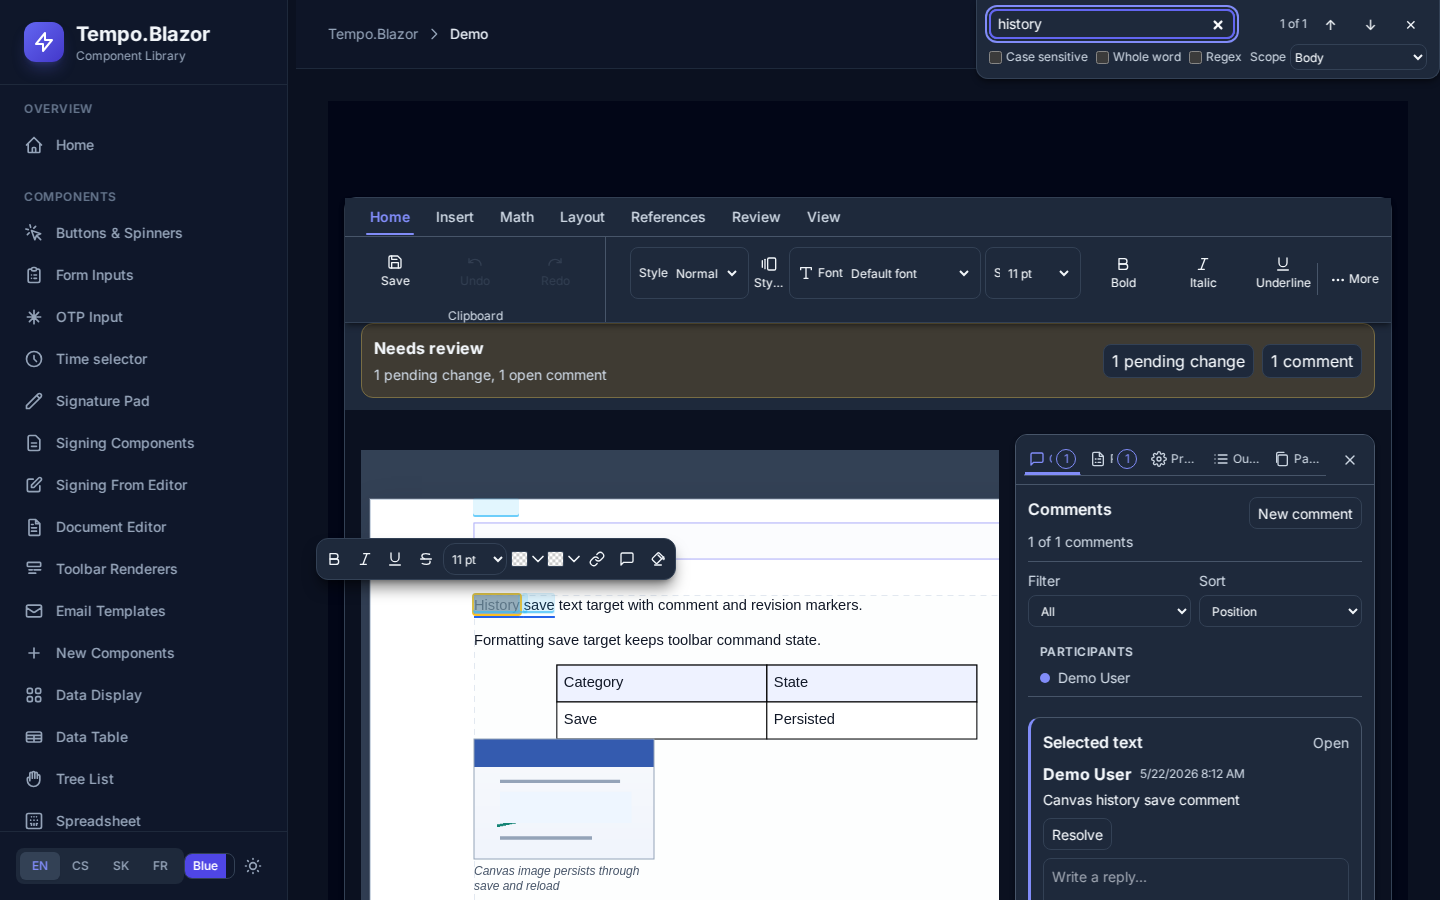 Tempo.Blazor
Component Library
OVERVIEW
Home
COMPONENTS
Buttons & Spinners
Form Inputs
OTP Input
Time selector
Signature Pad
Signing Components
Signing From Editor
Document Editor
Toolbar Renderers
Email Templates
New Components
Data Display
Data Table
Tree List
Spreadsheet
EN CS SK FR Blue
Tempo.Blazor Demo
history
1 of 1
Case sensitive Whole word Regex Scope Body
Home Insert Math Layout References Review View
Save Undo Redo
Clipboard
Style Normal
Sty...
Font Default font
S 11 pt
Bold Italic Underline
... More
Needs review
1 pending change, 1 open comment
1 pending change 1 comment
11 pt
History save text target with comment and revision markers.
Formatting save target keeps toolbar command state.
Category State
Save Persisted
Canvas image persists through
save and reload
1 1 Pr... Ou... Pa...
Comments
New comment
1 of 1 comments
Filter Sort
All Position
PARTICIPANTS
Demo User
Selected text Open
Demo User 5/22/2026 8:12 AM
Canvas history save comment
Resolve
Write a reply...